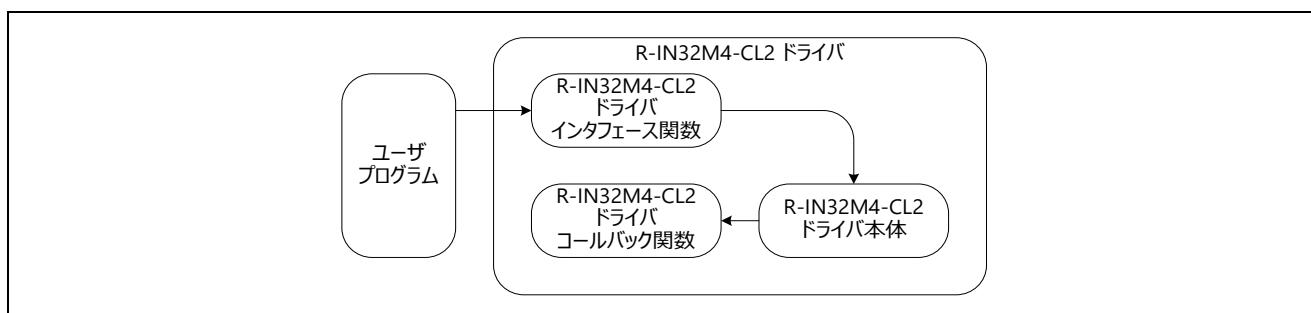 R-IN32M4-CL2 ドライバ
ユーザ
プログラム
R-IN32M4-CL2
ドライバ
インタフェース関数
R-IN32M4-CL2
ドライバ
コールバック関数
R-IN32M4-CL2
ドライバ本体